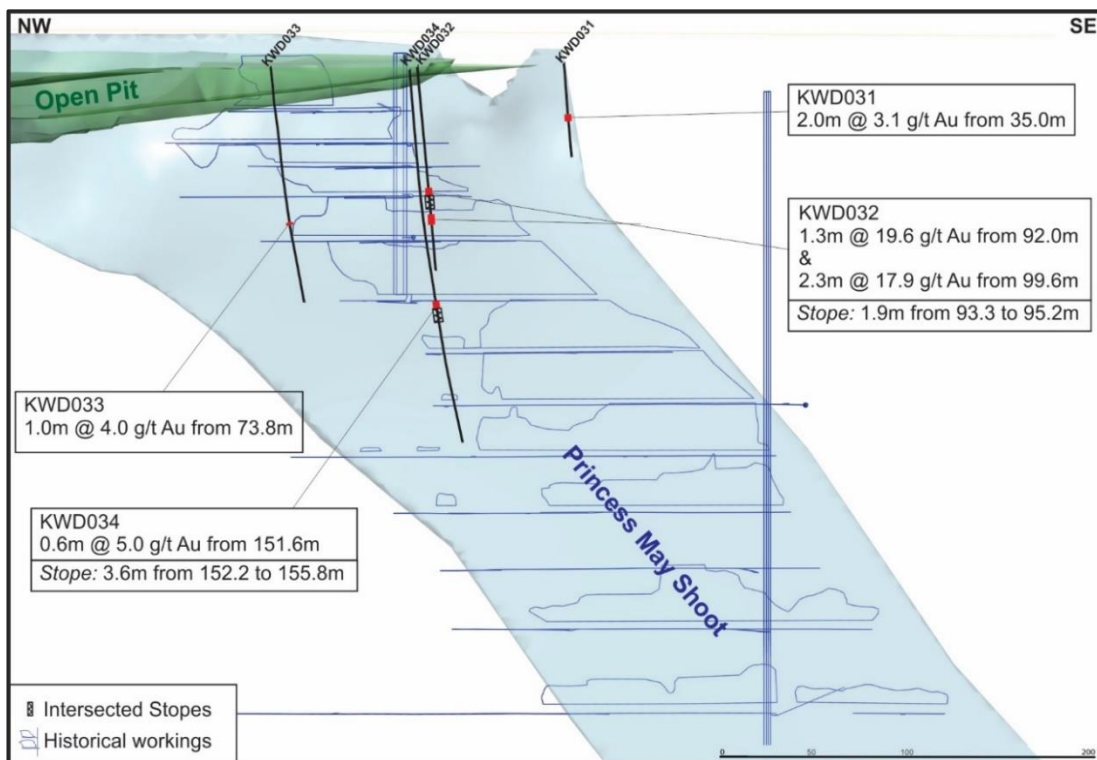 NW
SE
KWD033
KWD034
KWD032
KWD031
Open Pit
KWD031
2.0m @ 3.1 g/t Au from 35.0m
KWD032
1.3m @ 19.6 g/t Au from 92.0m
&
2.3m @ 17.9 g/t Au from 99.6m
Stope: 1.9m from 93.3 to 95.2m
KWD033
1.0m @ 4.0 g/t Au from 73.8m
KWD034
0.6m @ 5.0 g/t Au from 151.6m
Stope: 3.6m from 152.2 to 155.8m
Princess May Shoot
Intersected Stopes
Historical workings
0 50 100 200